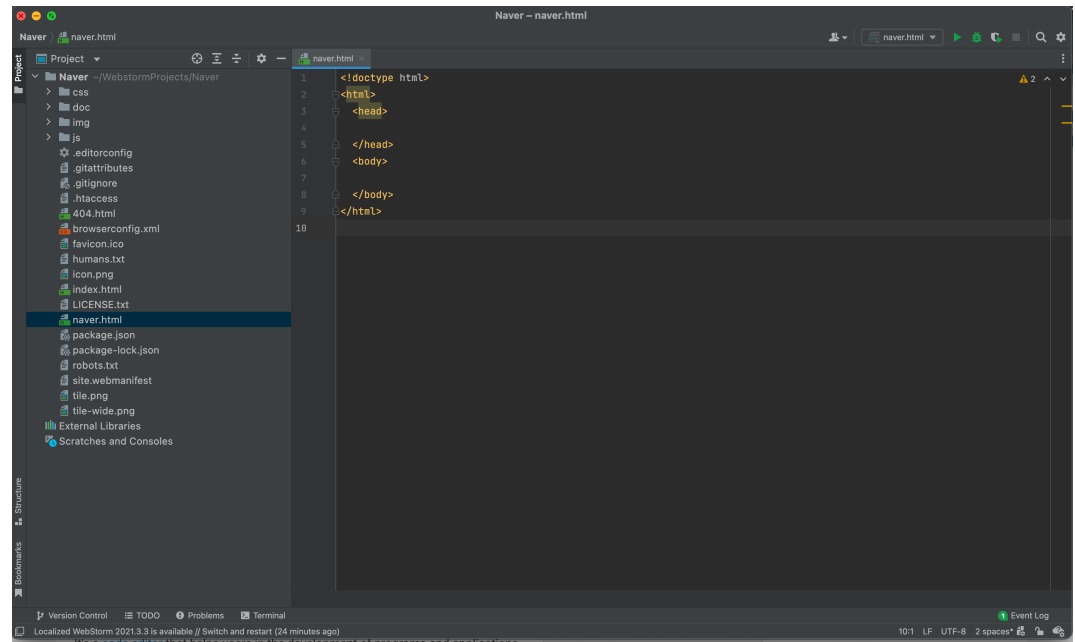 Naver – naver.html
Naver naver.html
naver.html
Project
Project
Naver ~/WebstormProjects/Naver
css
doc
img
js
.editorconfig
.gitattributes
.gitignore
.htaccess
404.html
browserconfig.xml
favicon.ico
humans.txt
icon.png
index.html
LICENSE.txt
naver.html
package.json
package-lock.json
robots.txt
site.webmanifest
tile.png
tile-wide.png
External Libraries
Scratches and Consoles
Structure
Bookmarks
naver.html
1 <!doctype html>
2 <html>
3 <head>
4
5 </head>
6 <body>
7
8 </body>
9 </html>
10
2
Version Control TODO Problems Terminal
1 Event Log
Localized WebStorm 2021.3.3 is available // Switch and restart (24 minutes ago)
10:1 LF UTF-8 2 spaces*